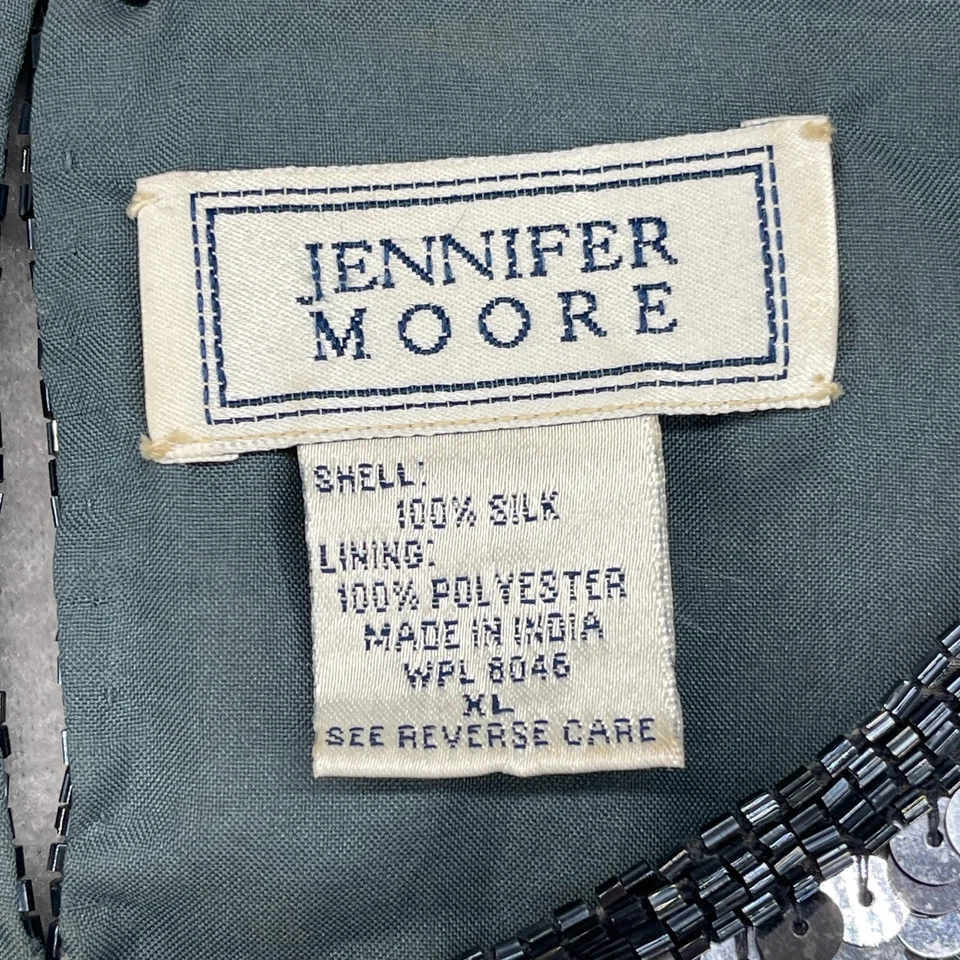 JENNIFER
MOORE
SHELL:
100% SILK
LINING:
100% POLYESTER
MADE IN INDIA
WPL 8046
XL
SEE REVERSE CARE